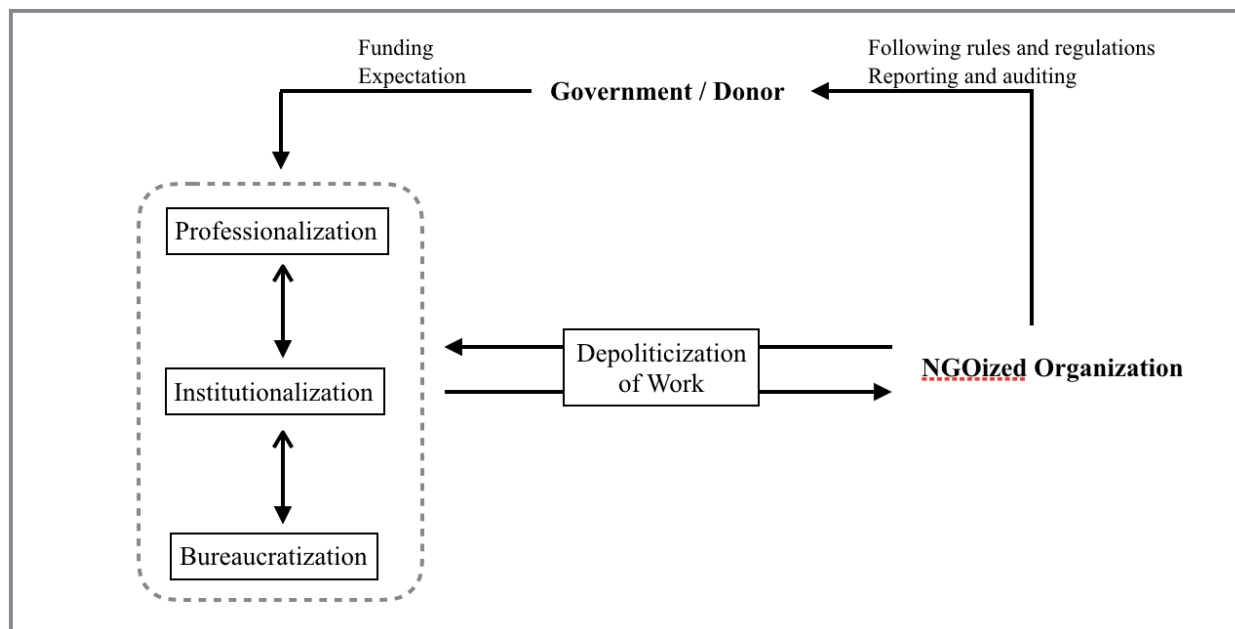 Funding
Expectation
Government / Donor
Following rules and regulations
Reporting and auditing
Professionalization
Institutionalization
Bureaucratization
Depoliticization
of Work
NGOized Organization